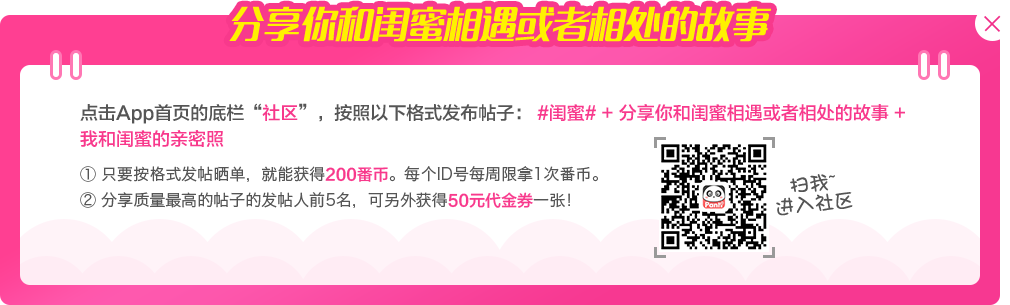 分享你和闺蜜相遇或者相处的故事
点击App首页的底栏“社区”，按照以下格式发布帖子： #闺蜜# + 分享你和闺蜜相遇或者相处的故事 +
我和闺蜜的亲密照
① 只要按格式发帖晒单，就能获得200番币。每个ID号每周限拿1次番币。
② 分享质量最高的帖子的发帖人前5名，可另外获得50元代金券一张！
扫我~
进入社区